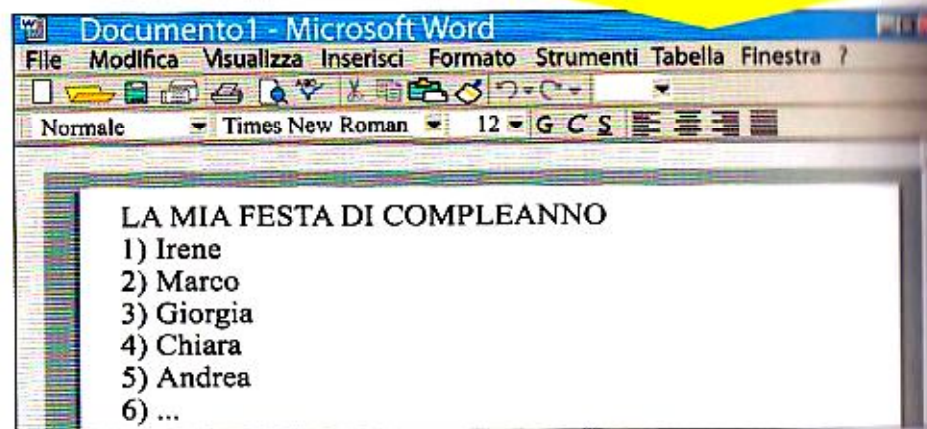 Documento1 - Microsoft Word
File Modifica Visualizza Inserisci Formato Strumenti Tabella Finestra ?
Normale Times New Roman 12 G C S
LA MIA FESTA DI COMPLEANNO
1) Irene
2) Marco
3) Giorgia
4) Chiara
5) Andrea
6) ...